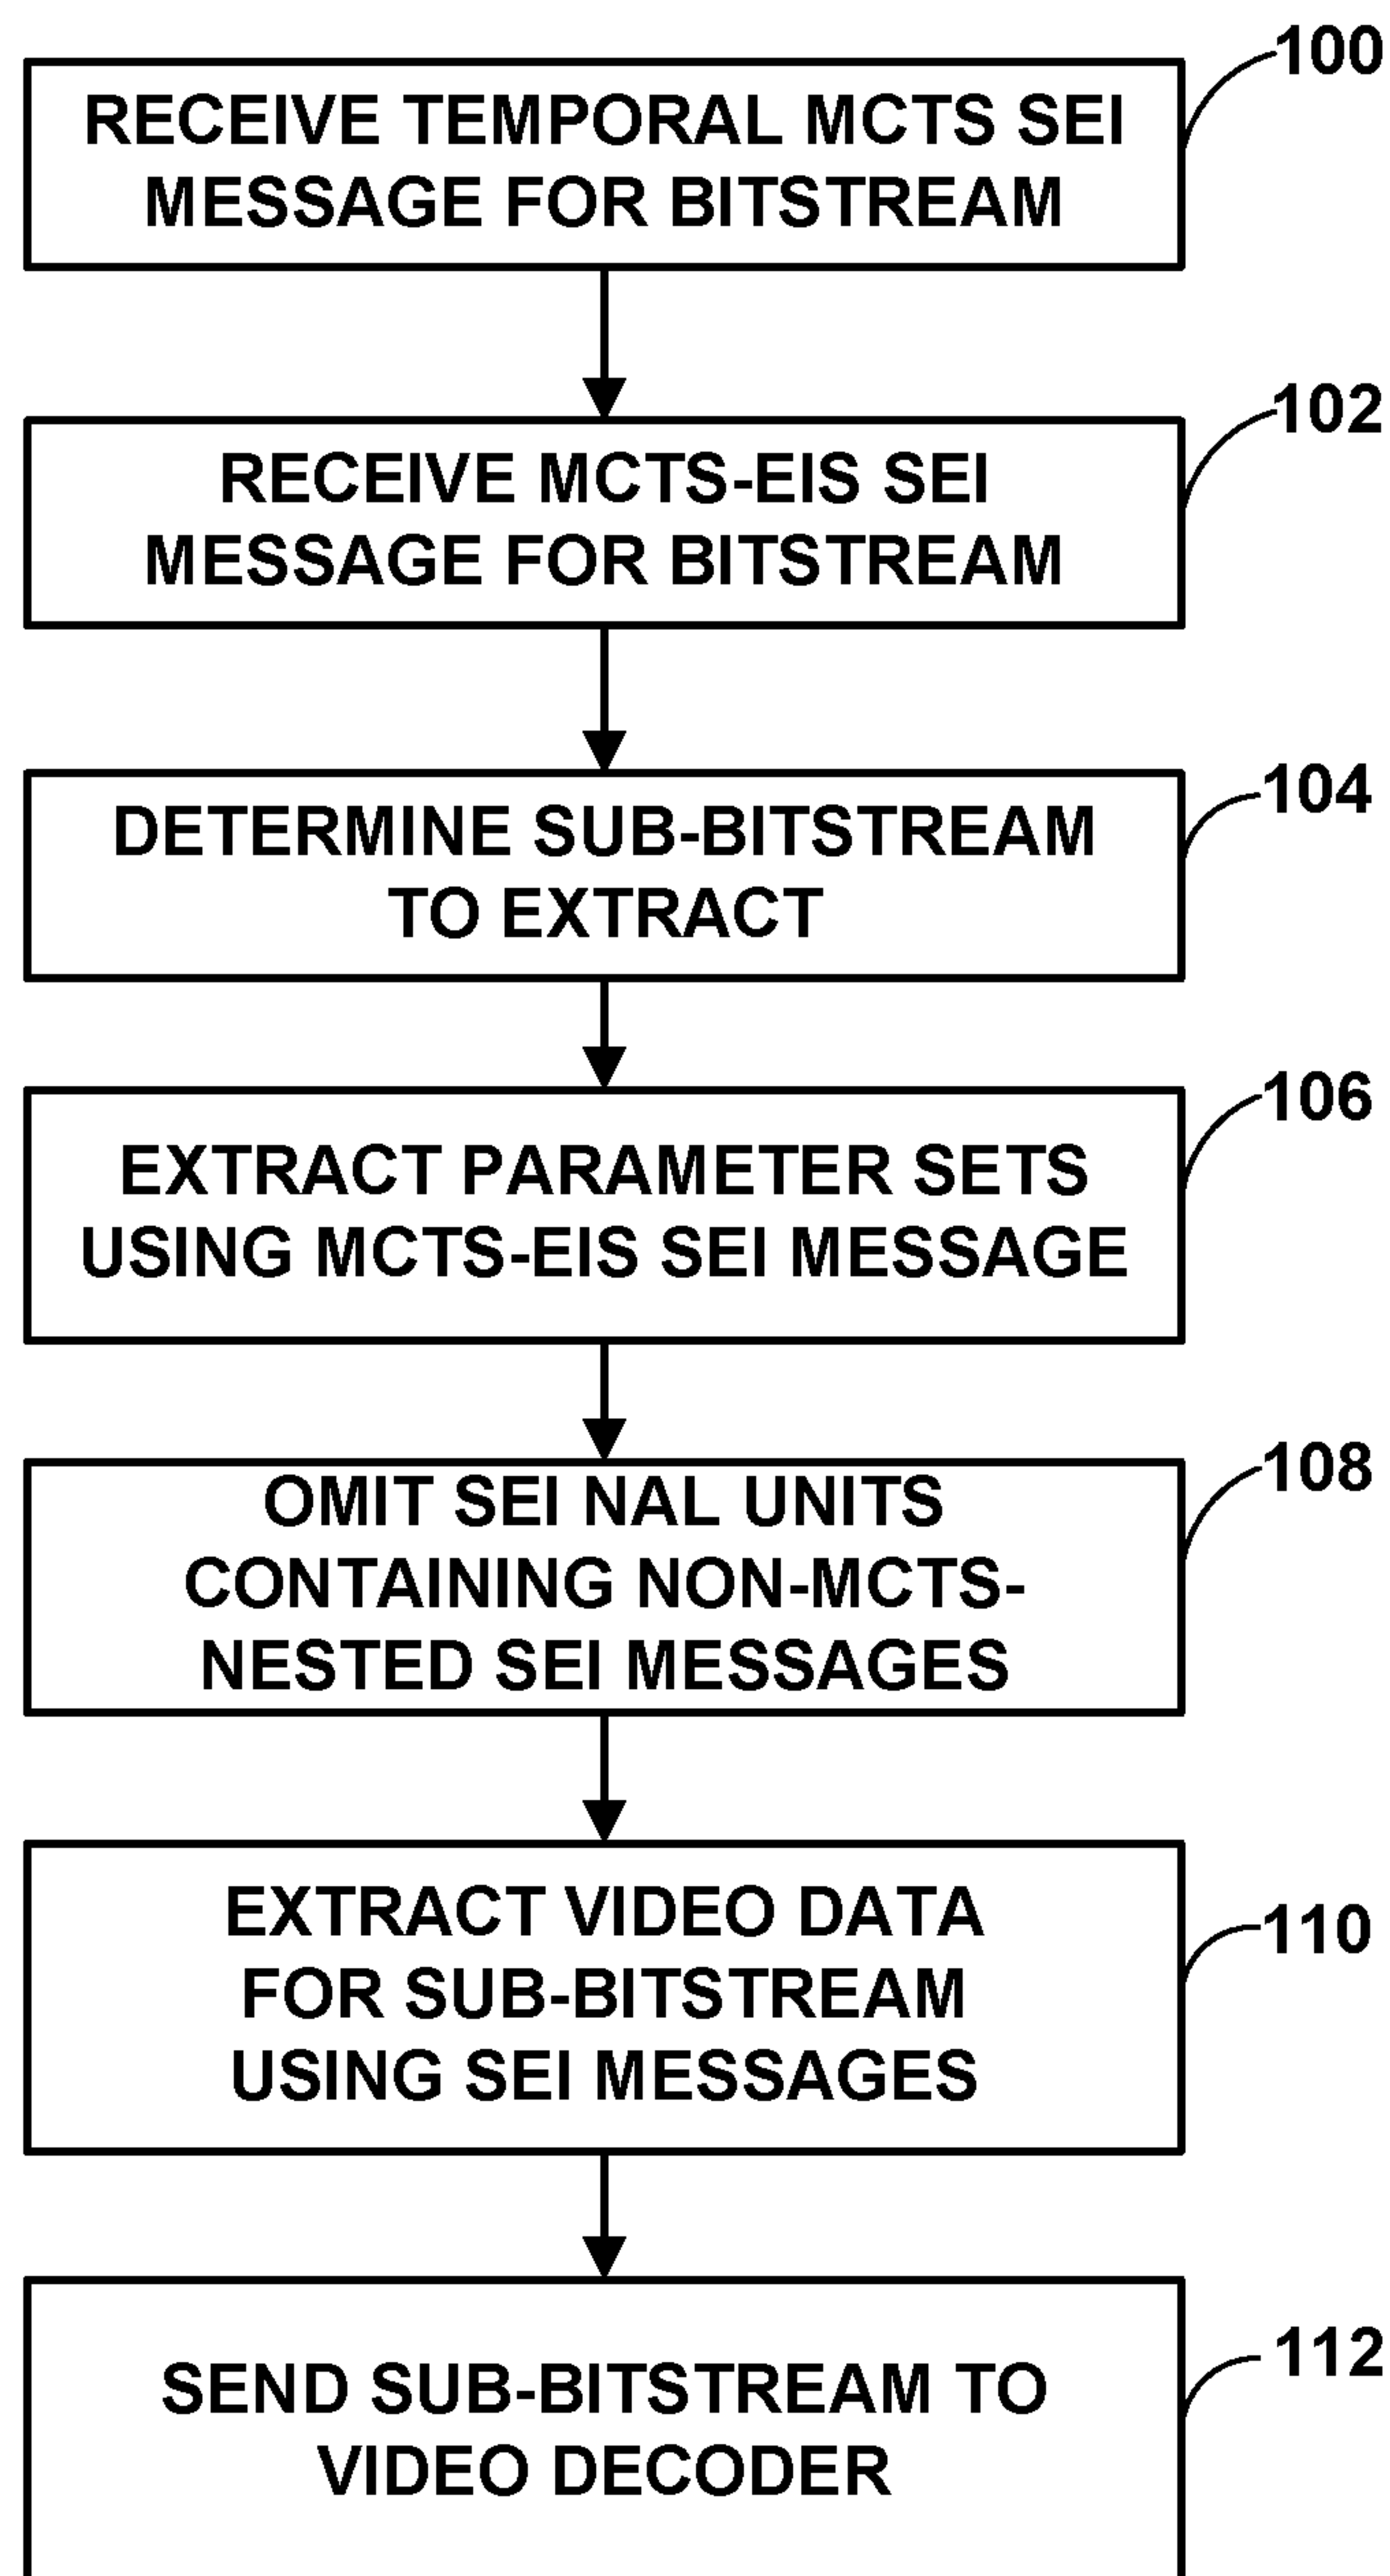 100
RECEIVE TEMPORAL MCTS SEI
MESSAGE FOR BITSTREAM
102
RECEIVE MCTS-EIS SEI
MESSAGE FOR BITSTREAM
104
DETERMINE SUB-BITSTREAM
TO EXTRACT
106
EXTRACT PARAMETER SETS
USING MCTS-EIS SEI MESSAGE
108
OMIT SEI NAL UNITS
CONTAINING NON-MCTS-
NESTED SEI MESSAGES
110
EXTRACT VIDEO DATA
FOR SUB-BITSTREAM
USING SEI MESSAGES
112
SEND SUB-BITSTREAM TO
VIDEO DECODER